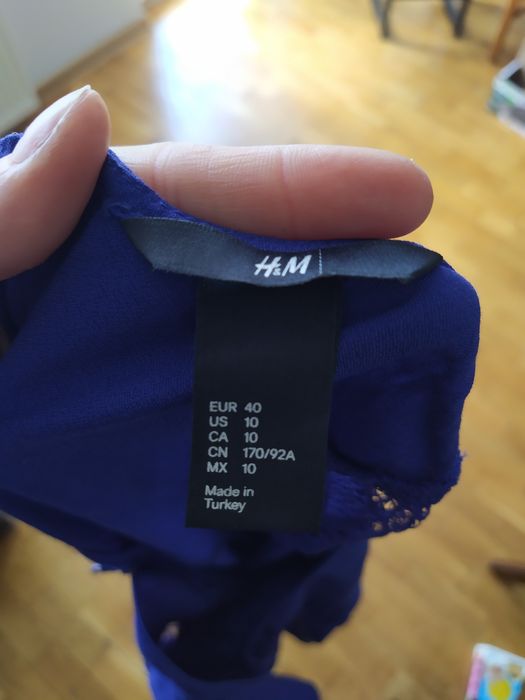 H&M
EUR 40
US 10
CA 10
CN 170/92A
MX 10
Made in
Turkey